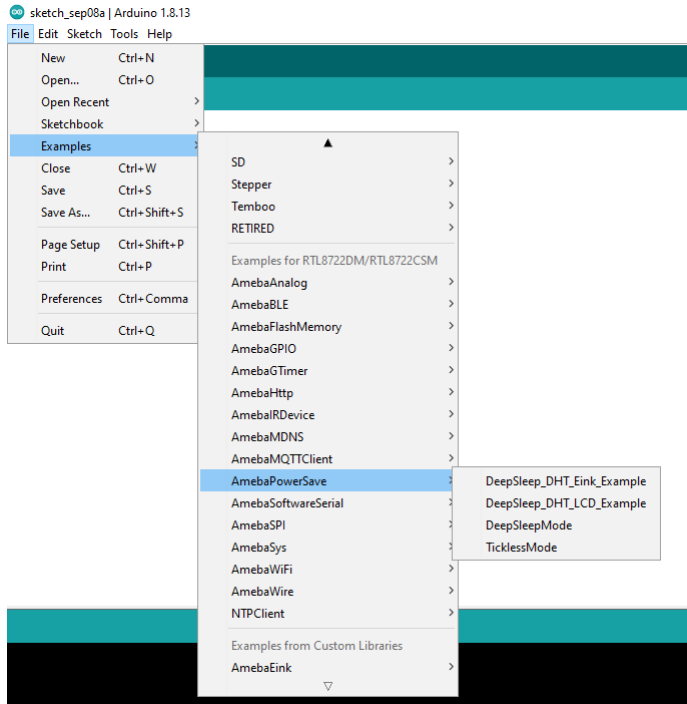 sketch_sep08a | Arduino 1.8.13
File Edit Sketch Tools Help
New Ctrl+N
Open... Ctrl+O
Open Recent
Sketchbook
Examples
Close Ctrl+W
Save Ctrl+S
Save As... Ctrl+Shift+S
Page Setup Ctrl+Shift+P
Print Ctrl+P
Preferences Ctrl+Comma
Quit Ctrl+Q
SD
Stepper
Temboo
RETIRED
Examples for RTL8722DM/RTL8722CSM
AmebaAnalog
AmebaBLE
AmebaFlashMemory
AmebaGPIO
AmebaGTimer
AmebaHttp
AmebaIRDevice
AmebaMDNS
AmebaMQTTClient
AmebaPowerSave
AmebaSoftwareSerial
AmebaSPI
AmebaSys
AmebaWiFi
AmebaWire
NTPClient
Examples from Custom Libraries
AmebaEink
DeepSleep_DHT_Eink_Example
DeepSleep_DHT_LCD_Example
DeepSleepMode
TicklessMode